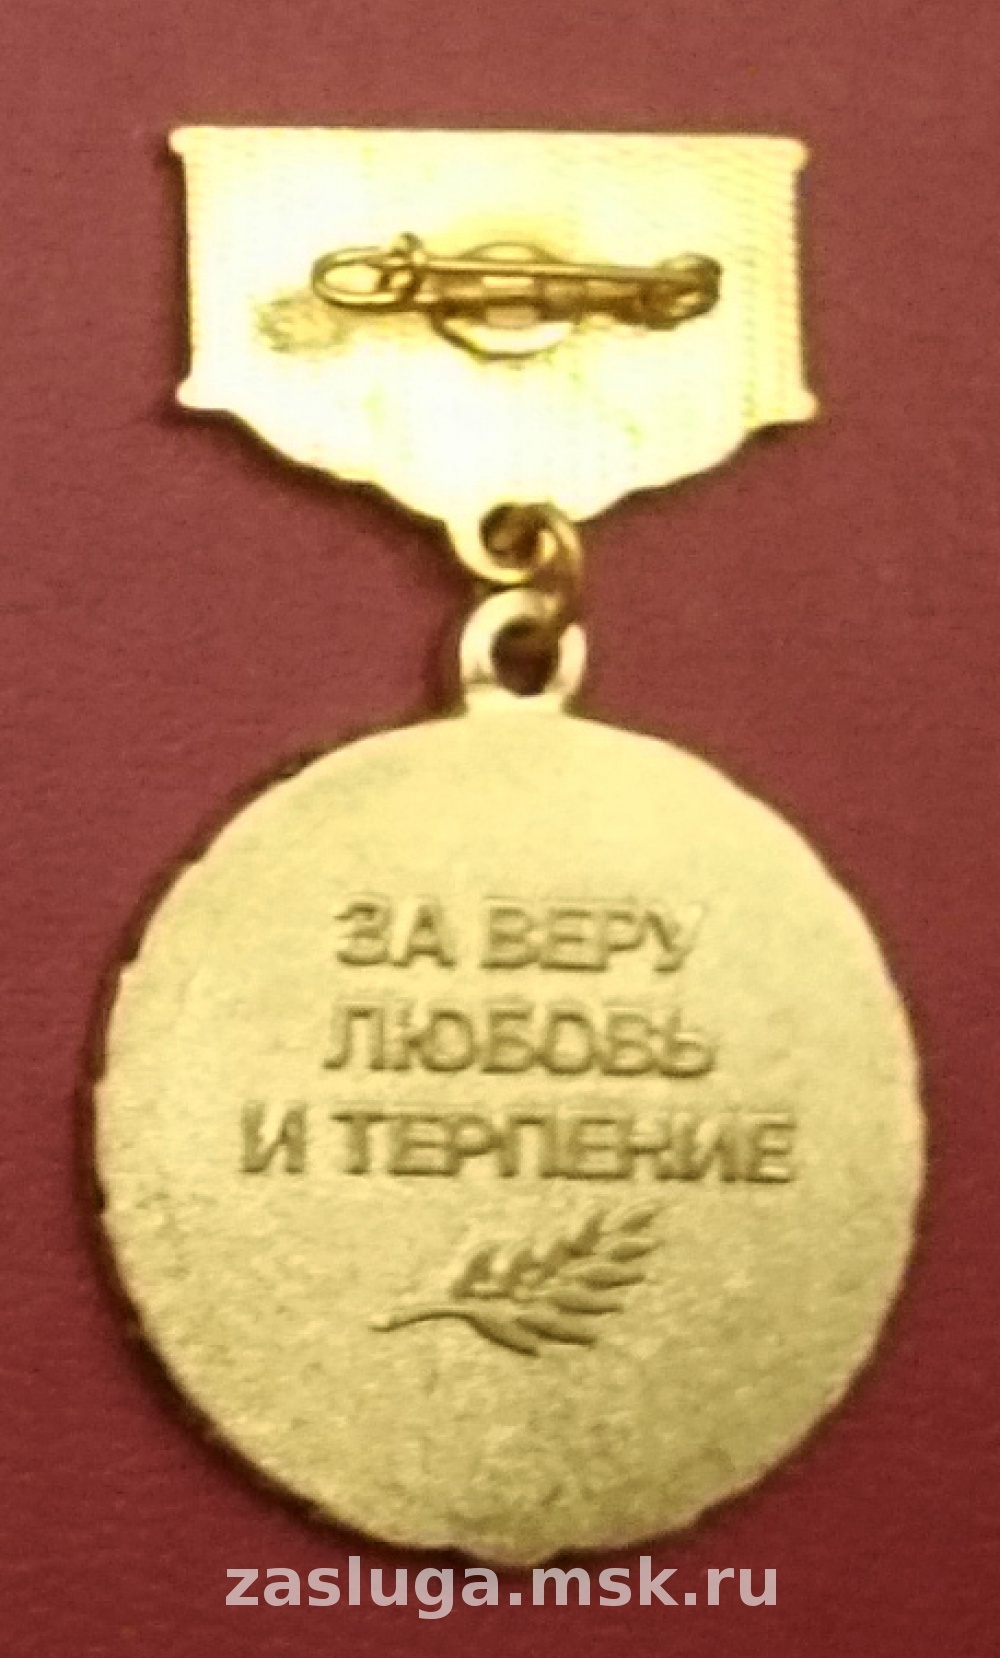 ЗА ВЕРУ
ЛЮБОВЬ
И ТЕРПЕНИЕ
zasluga.msk.ru